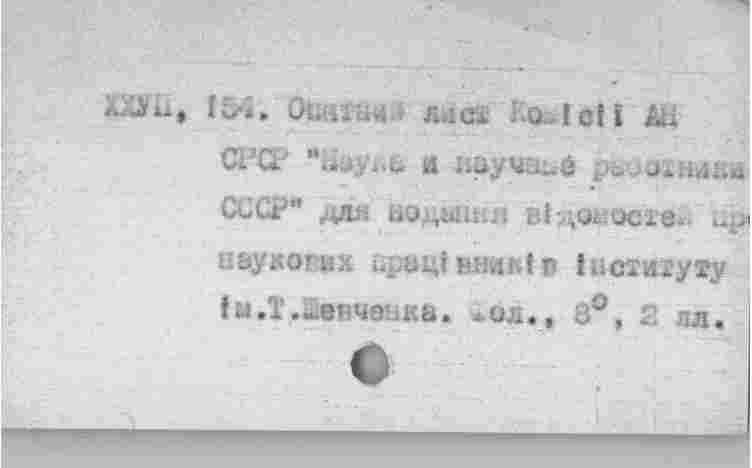 ХХУП, 154. Опитний лист Комісії АН
СРСР "Наука и научные работники
СССР" для подання відомостей про
наукових працівників інституту
ім.Т.Шевченка. Фол., 8°, 2 лл.